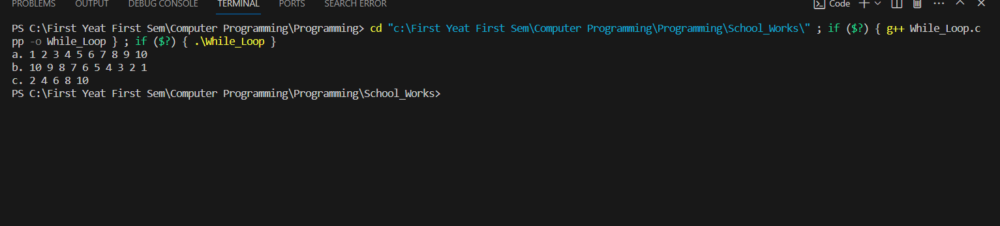 PROBLEMS OUTPUT DEBUG CONSOLE TERMINAL PORTS SEARCH ERROR Code
PS C:\First Yeat First Sem\Computer Programming\Programming> cd "c:\First Yeat First Sem\Computer Programming\Programming\School_Works\" ; if ($?) { g++ While_Loop.c
pp -o While_Loop } ; if ($?) { .\While_Loop }
a. 1 2 3 4 5 6 7 8 9 10
b. 10 9 8 7 6 5 4 3 2 1
c. 2 4 6 8 10
PS C:\First Yeat First Sem\Computer Programming\Programming\School_Works>